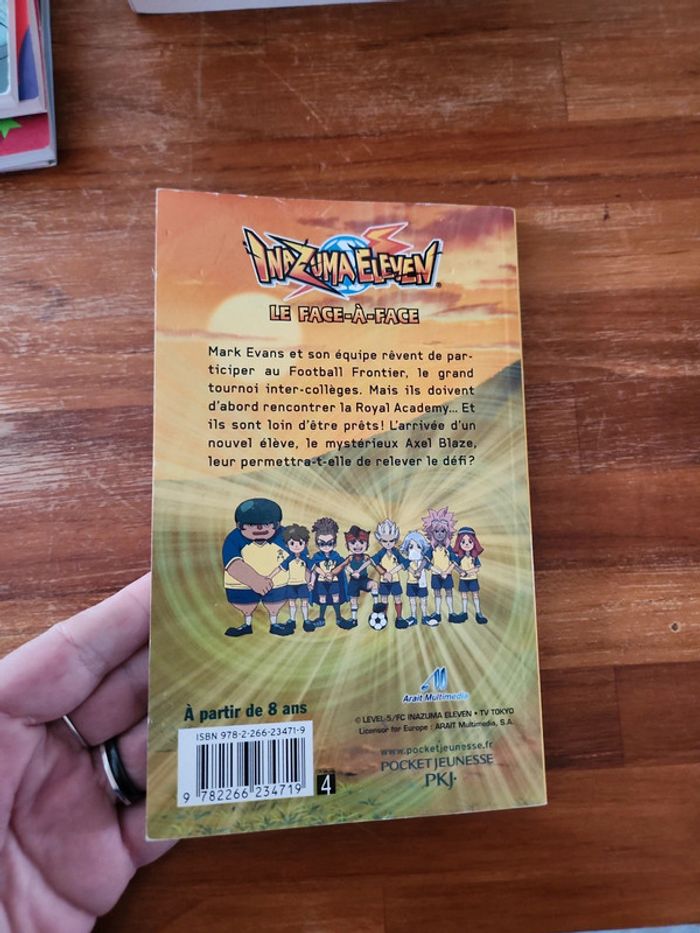 INAZUMA ELEVEN®
LE FACE-À-FACE
Mark Evans et son équipe rêvent de par-
ticiper au Football Frontier, le grand
tournoi inter-collèges. Mais ils doivent
d'abord rencontrer la Royal Academy... Et
ils sont loin d'être prêts! L'arrivée d'un
nouvel élève, le mystérieux Axel Blaze,
leur permettra-t-elle de relever le défi?
Arait Multimedia
À partir de 8 ans
© LEVEL-5/FC INAZUMA ELEVEN • TV TOKYO
Licensor for Europe : ARAIT Multimedia, S.A.
ISBN 978-2-266-23471-9
www.pocketjeunesse.fr
POCKET JEUNESSE
PKJ·
4
9 782266 234719